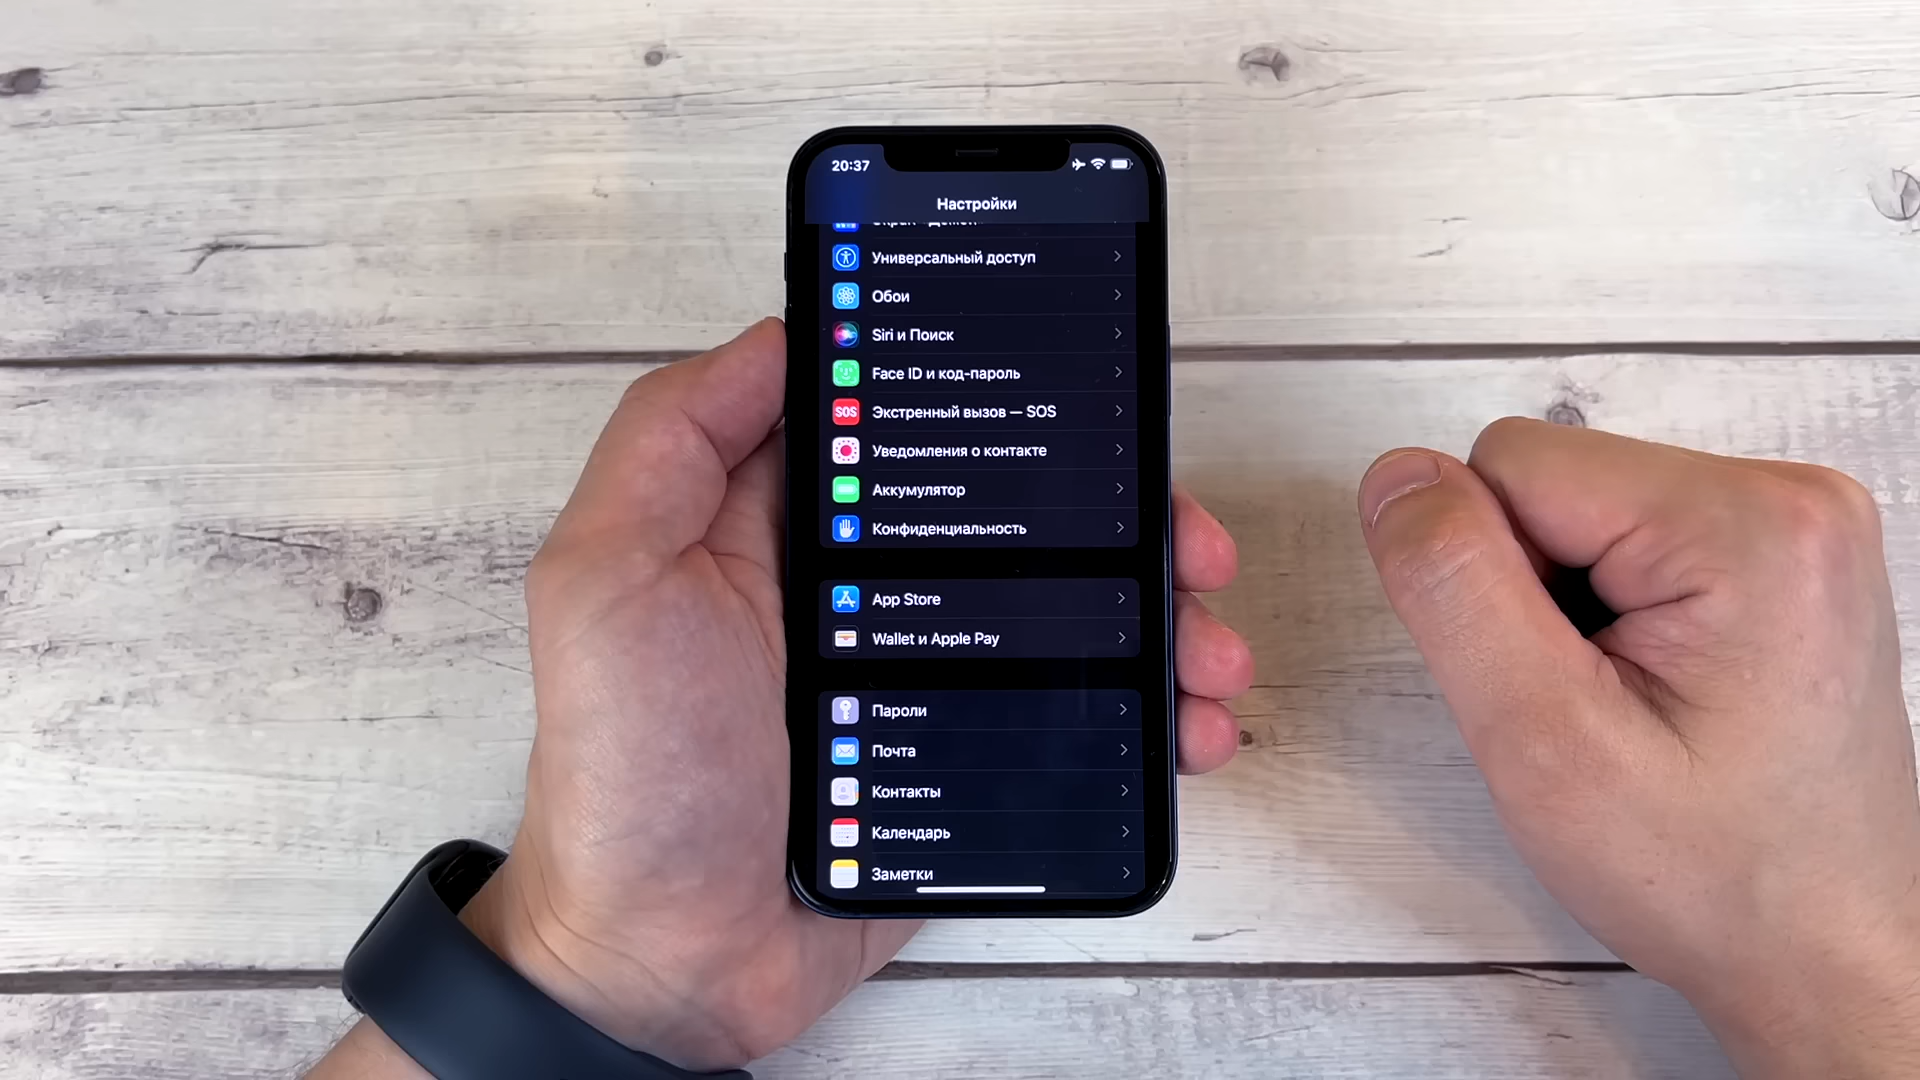 20:37
Настройки
Универсальный доступ
Обои
Siri и Поиск
Face ID и код-пароль
SOS Экстренный вызов — SOS
Уведомления о контакте
Аккумулятор
Конфиденциальность
App Store
Wallet и Apple Pay
Пароли
Почта
Контакты
Календарь
Заметки